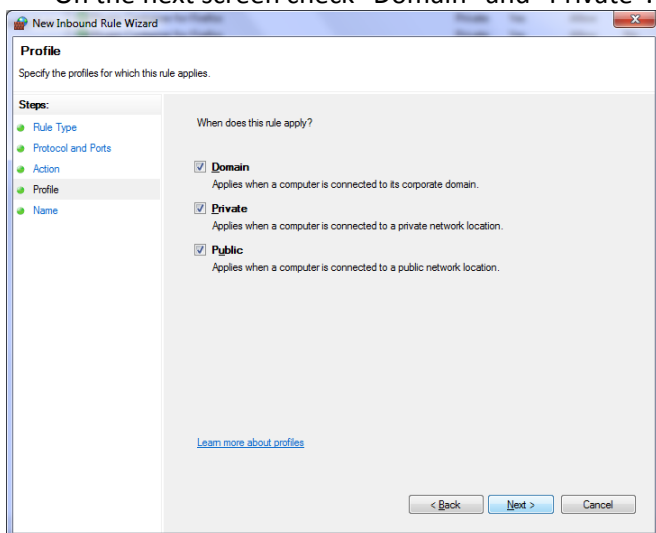 On the next screen check "Domain" and "Private".
New Inbound Rule Wizard
Profile
Specify the profiles for which this rule applies.
Steps:
Rule Type
Protocol and Ports
Action
Profile
Name
When does this rule apply?
Domain
Applies when a computer is connected to its corporate domain.
Private
Applies when a computer is connected to a private network location.
Public
Applies when a computer is connected to a public network location.
Learn more about profiles
< Back
Next >
Cancel